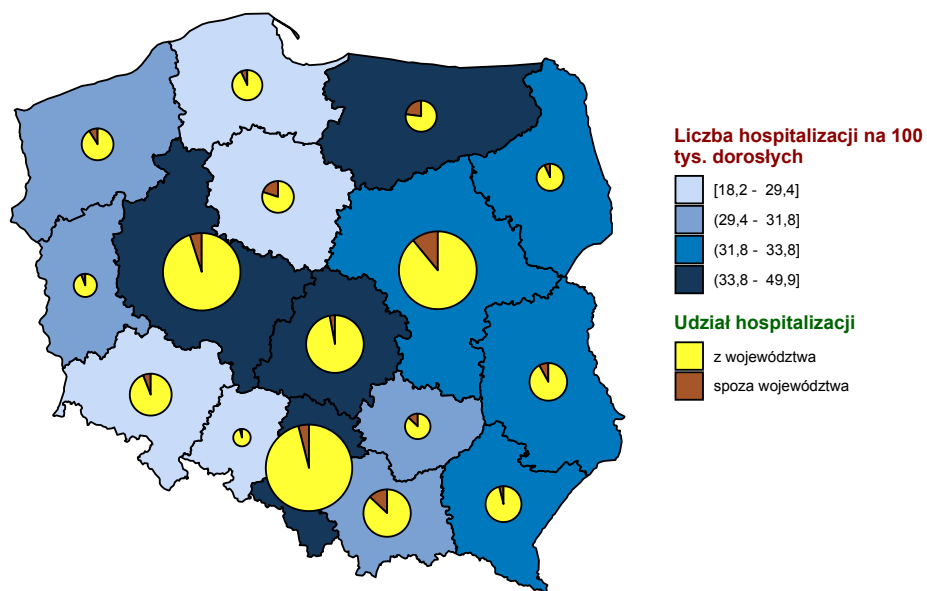 Liczba hospitalizacji na 100
tys. dorosłych
[18,2 - 29,4]
(29,4 - 31,8]
(31,8 - 33,8]
(33,8 - 49,9]
Udział hospitalizacji
z województwa
spoza województwa